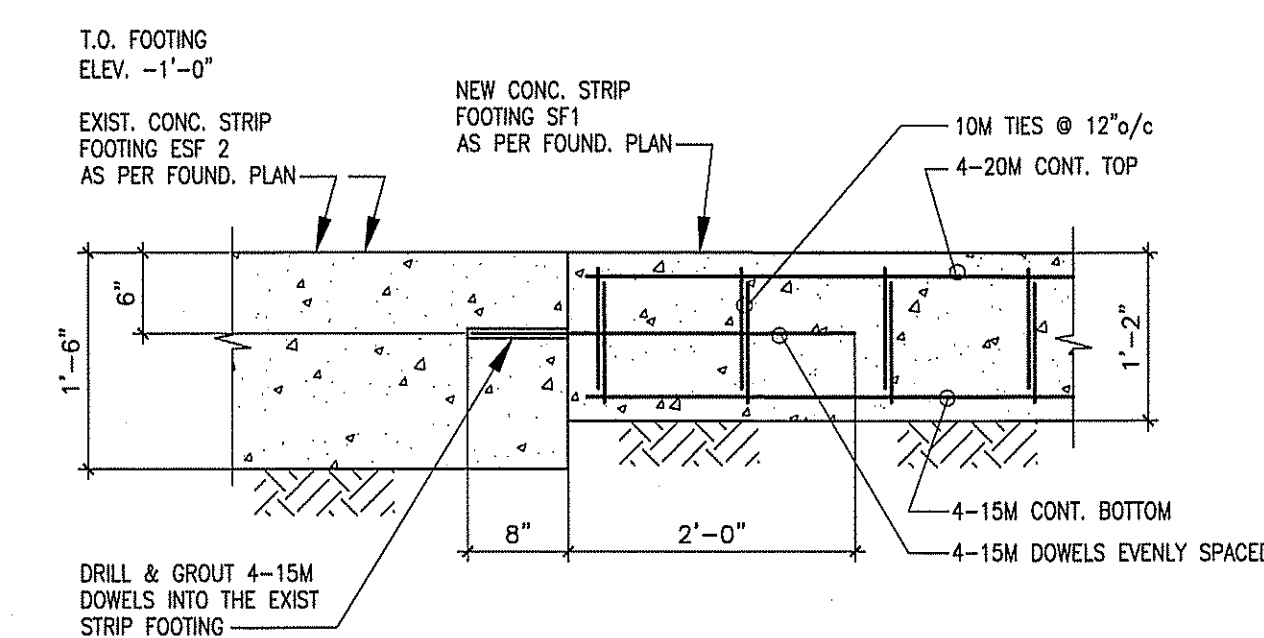 T.O. FOOTING
ELEV. -1'-0"
EXIST. CONC. STRIP
FOOTING ESF 2
AS PER FOUND. PLAN
NEW CONC. STRIP
FOOTING SF1
AS PER FOUND. PLAN
10M TIES @ 12"o/c
4-20M CONT. TOP
6"
1'-6"
1'-2"
8"
2'-0"
4-15M CONT. BOTTOM
4-15M DOWELS EVENLY SPACED
DRILL & GROUT 4-15M
DOWELS INTO THE EXIST
STRIP FOOTING